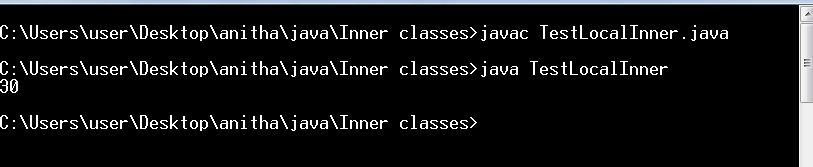 C:\Users\user\Desktop\anitha\java\Inner classes>javac TestLocalInner.java
C:\Users\user\Desktop\anitha\java\Inner classes>java TestLocalInner
30
C:\Users\user\Desktop\anitha\java\Inner classes>